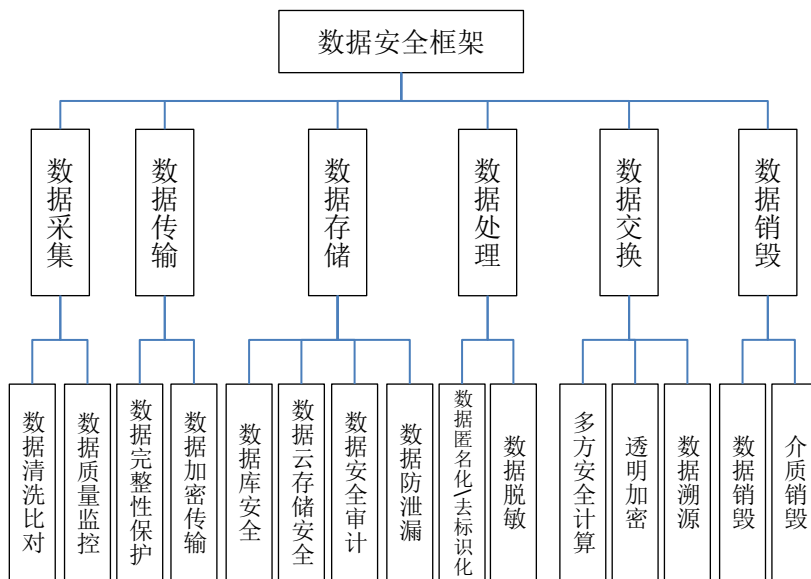 数据安全框架
数据采集
数据传输
数据存储
数据处理
数据交换
数据销毁
数据清洗比对
数据质量监控
数据完整性保护
数据加密传输
数据库安全
数据云存储安全
数据安全审计
数据防泄漏
数据匿名化\去标识化
数据脱敏
多方安全计算
透明加密
数据溯源
数据销毁
介质销毁